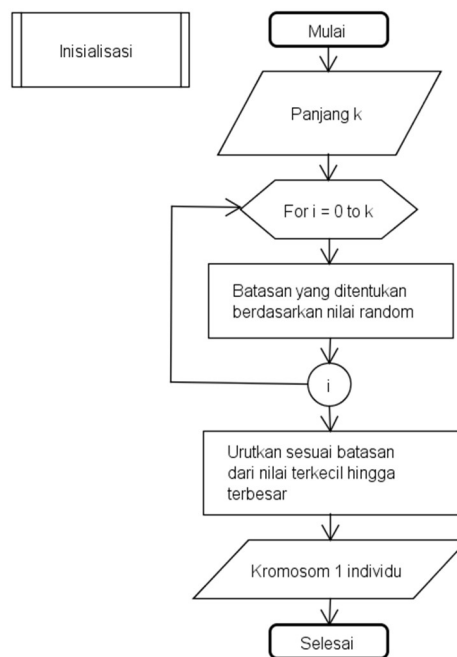 Inisialisasi
Mulai
Panjang k
For i = 0 to k
Batasan yang ditentukan
berdasarkan nilai random
i
Urutkan sesuai batasan
dari nilai terkecil hingga
terbesar
Kromosom 1 individu
Selesai